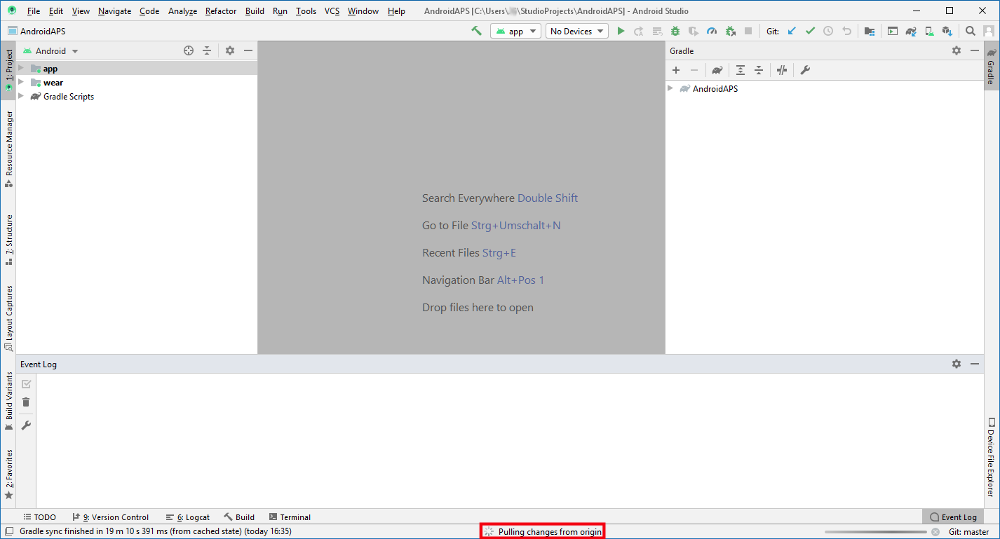 File Edit View Navigate Code Analyze Refactor Build Run Tools VCS Window Help AndroidAPS [C:\Users\ \StudioProjects\AndroidAPS] - Android Studio
AndroidAPS app No Devices Git:
1: Project
Resource Manager
7: Structure
Layout Captures
Build Variants
2: Favorites
Android
app
wear
Gradle Scripts
Search Everywhere Double Shift
Go to File Strg+Umschalt+N
Recent Files Strg+E
Navigation Bar Alt+Pos 1
Drop files here to open
Gradle
AndroidAPS
Gradle
Device File Explorer
Event Log
TODO 9: Version Control 6: Logcat Build Terminal Event Log
Gradle sync finished in 19 m 10 s 391 ms (from cached state) (today 16:35) Pulling changes from origin Git: master